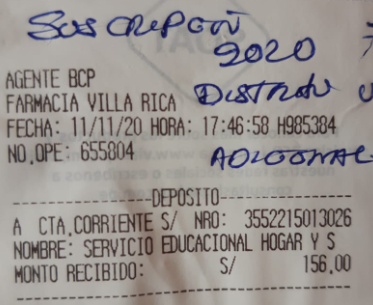 SUSCRIPCIÓN
2020
AGENTE BCP
FARMACIA VILLA RICA
FECHA: 11/11/20 HORA: 17:46:58 H985384
NO.OPE: 655804
ADICIONAL
DEPOSITO
A CTA.CORRIENTE S/ NRO: 3552215013026
NOMBRE: SERVICIO EDUCACIONAL HOGAR Y S
MONTO RECIBIDO: S/ 156,00